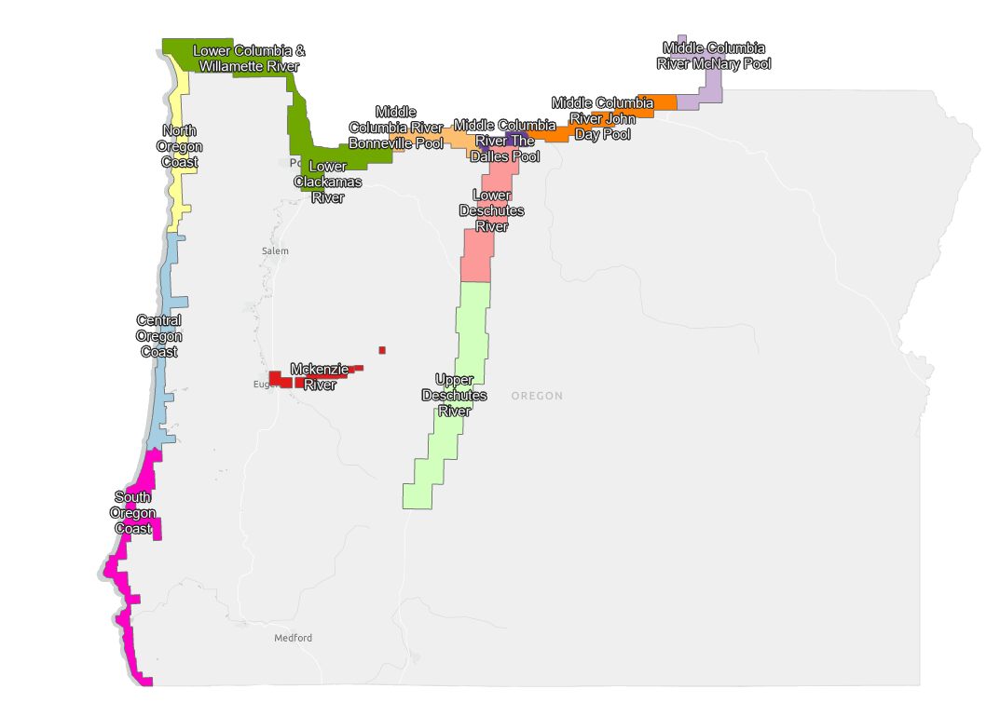 Lower Columbia &
Willamette River
Middle Columbia
River McNary Pool
Middle
Columbia River
Bonneville Pool
Middle Columbia
River The
Dalles Pool
Middle Columbia
River John
Day Pool
North
Oregon
Coast
Po
Lower
Clackamas
River
Lower
Deschutes
River
Salem
Central
Oregon
Coast
Mckenzie
River
Euge
Upper
Deschutes
River
OREGON
South
Oregon
Coast
Medford